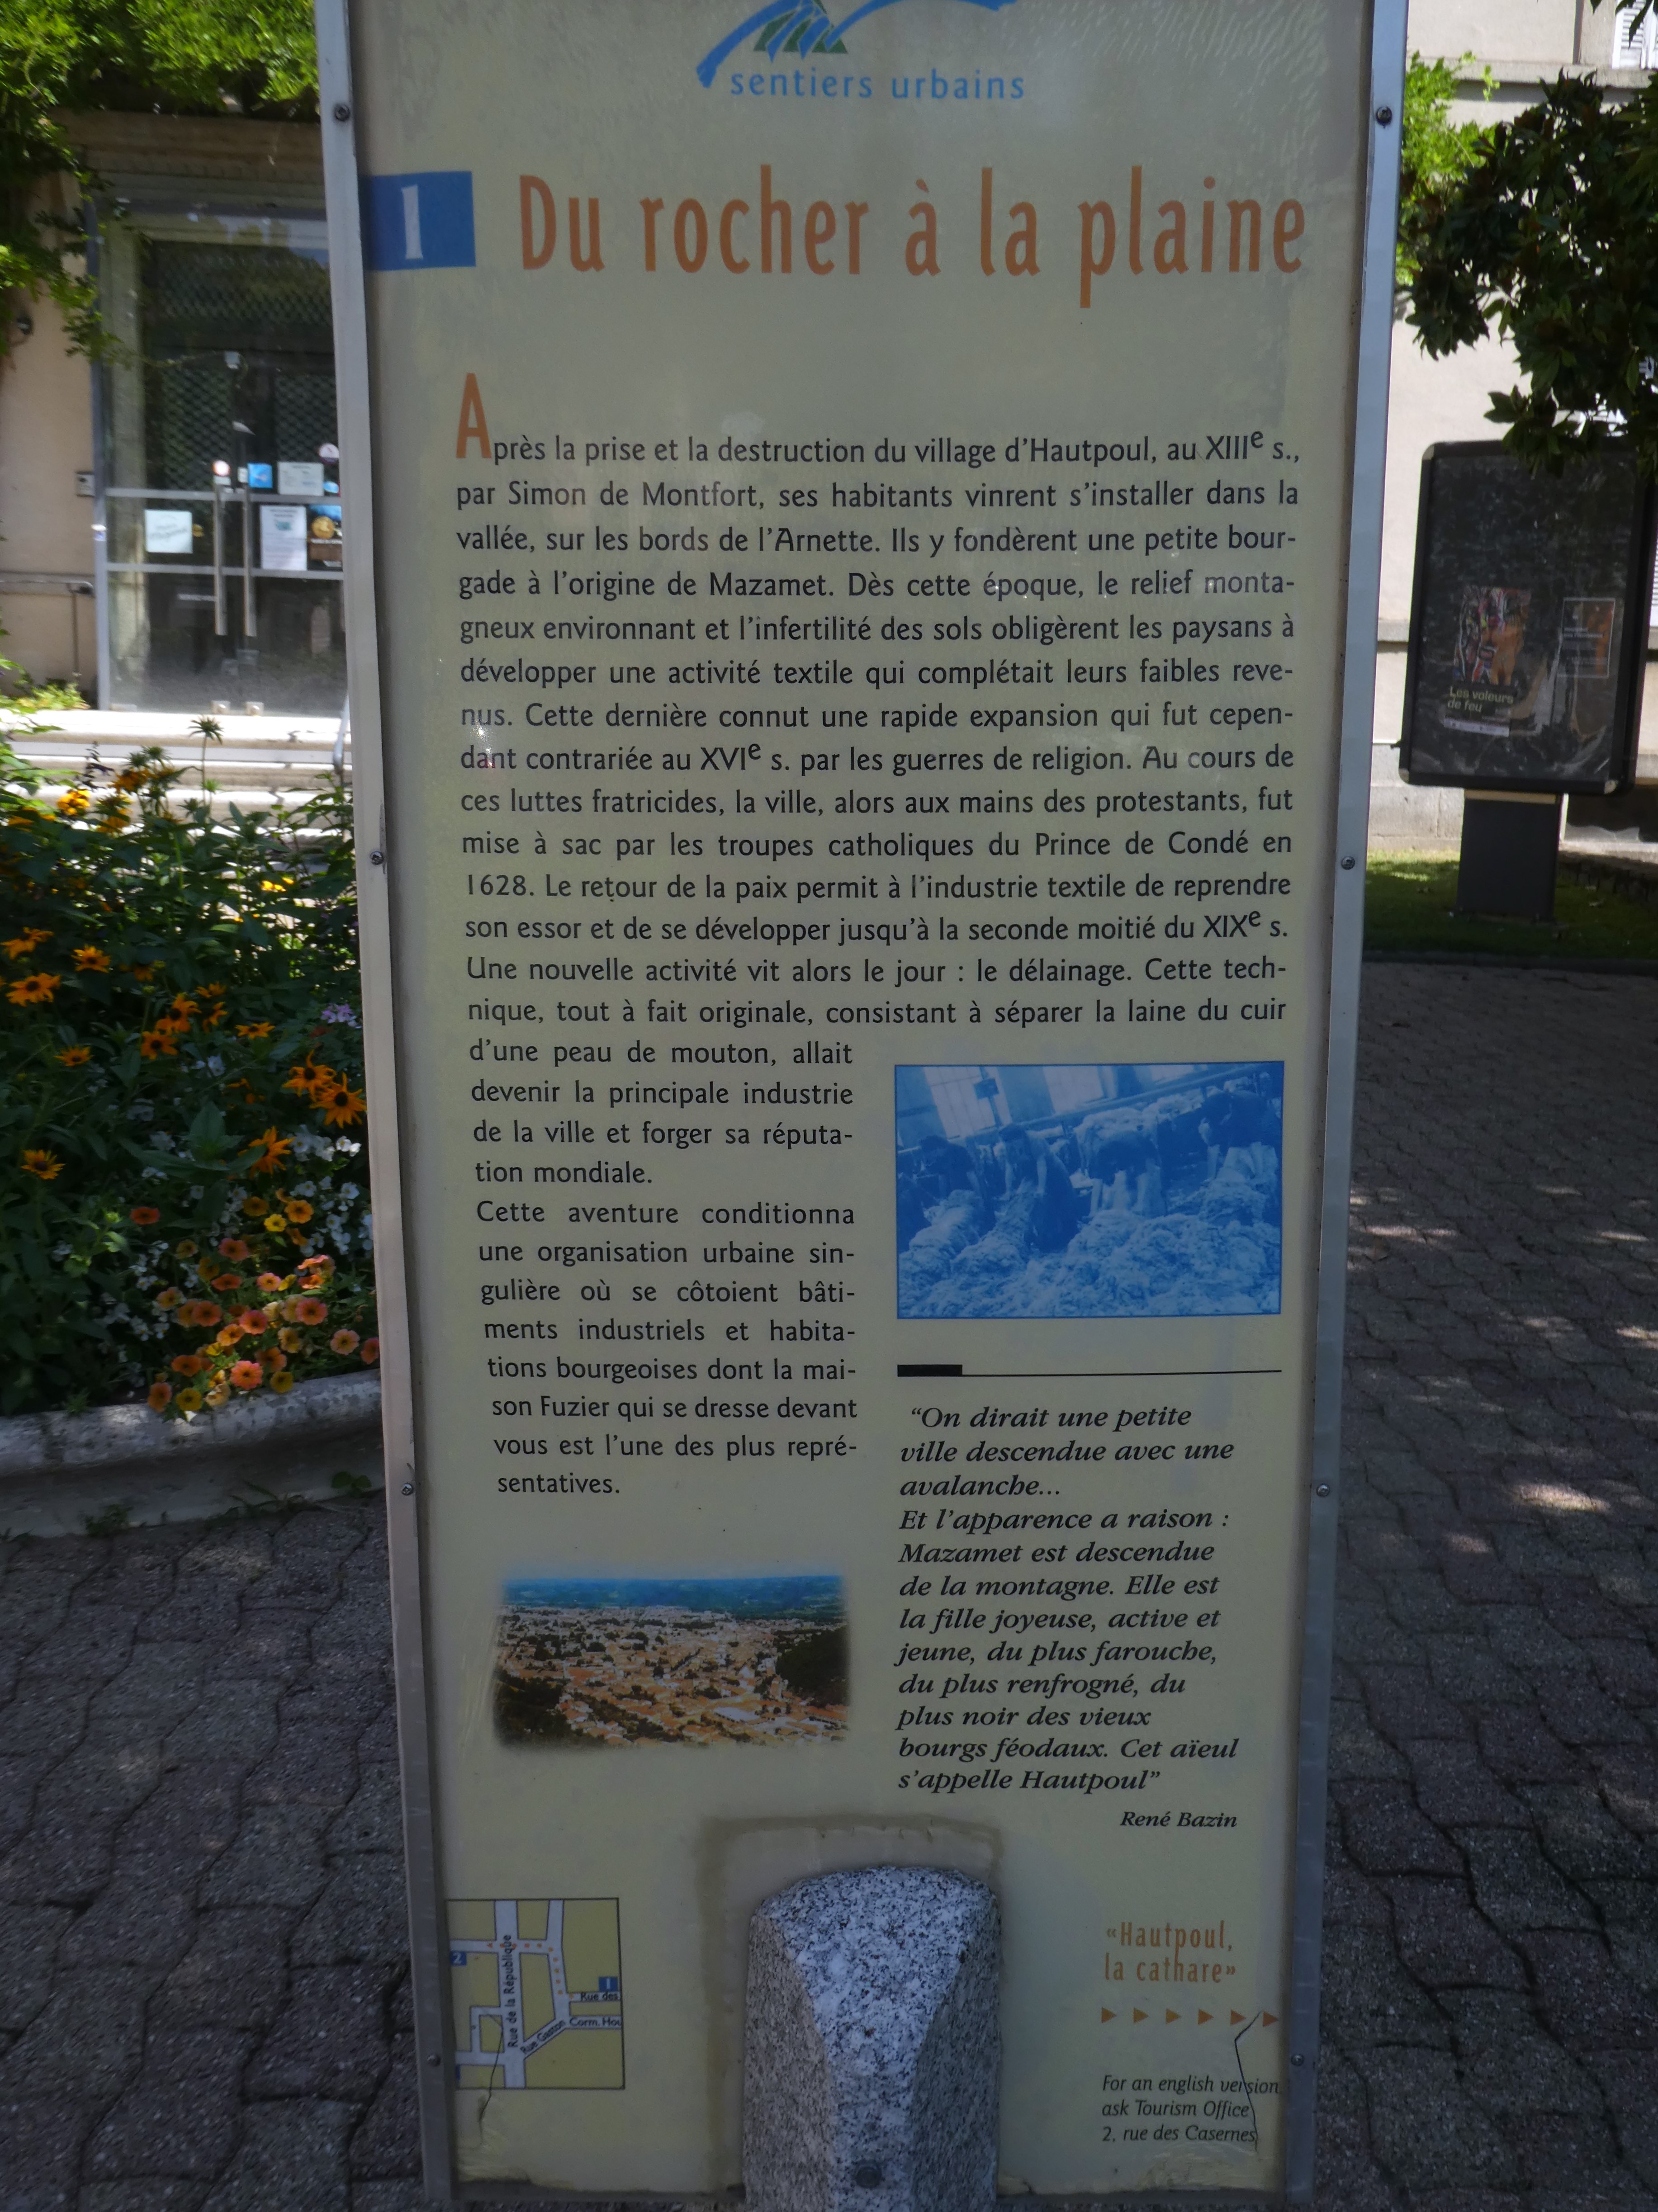 sentiers urbains
1 Du rocher à la plaine
Après la prise et la destruction du village d'Hautpoul, au XIIIe s.,
par Simon de Montfort, ses habitants vinrent s'installer dans la
vallée, sur les bords de l'Arnette. Ils y fondèrent une petite bour-
gade à l'origine de Mazamet. Dès cette époque, le relief monta-
gneux environnant et l'infertilité des sols obligèrent les paysans à
développer une activité textile qui complétait leurs faibles reve-
nus. Cette dernière connut une rapide expansion qui fut cepen-
dant contrariée au XVIe s. par les guerres de religion. Au cours de
ces luttes fratricides, la ville, alors aux mains des protestants, fut
mise à sac par les troupes catholiques du Prince de Condé en
1628. Le retour de la paix permit à l'industrie textile de reprendre
son essor et de se développer jusqu'à la seconde moitié du XIXe s.
Une nouvelle activité vit alors le jour : le délainage. Cette tech-
nique, tout à fait originale, consistant à séparer la laine du cuir
d'une peau de mouton, allait
devenir la principale industrie
de la ville et forger sa réputa-
tion mondiale.
Cette aventure conditionna
une organisation urbaine sin-
gulière où se côtoient bâti-
ments industriels et habita-
tions bourgeoises dont la mai-
son Fuzier qui se dresse devant
vous est l'une des plus repré-
sentatives.
"On dirait une petite
ville descendue avec une
avalanche...
Et l'apparence a raison :
Mazamet est descendue
de la montagne. Elle est
la fille joyeuse, active et
jeune, du plus farouche,
du plus renfrogné, du
plus noir des vieux
bourgs féodaux. Cet aïeul
s'appelle Hautpoul"
René Bazin
2
1
Rue de la République
Rue des
Rue Gaston Corm. Hou
«Hautpoul,
la cathare»
For an english version
ask Tourism Office
2, rue des Casernes
Les voleurs
de feu